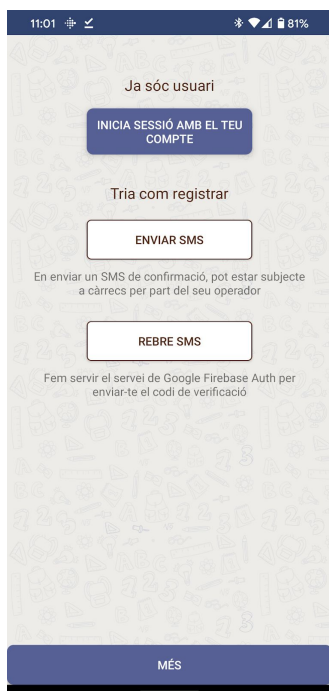 11:01 81%
Ja sóc usuari
INICIA SESSIÓ AMB EL TEU
COMPTE
Tria com registrar
ENVIAR SMS
En enviar un SMS de confirmació, pot estar subjecte
a càrrecs per part del seu operador
REBRE SMS
Fem servir el servei de Google Firebase Auth per
enviar-te el codi de verificació
MÉS